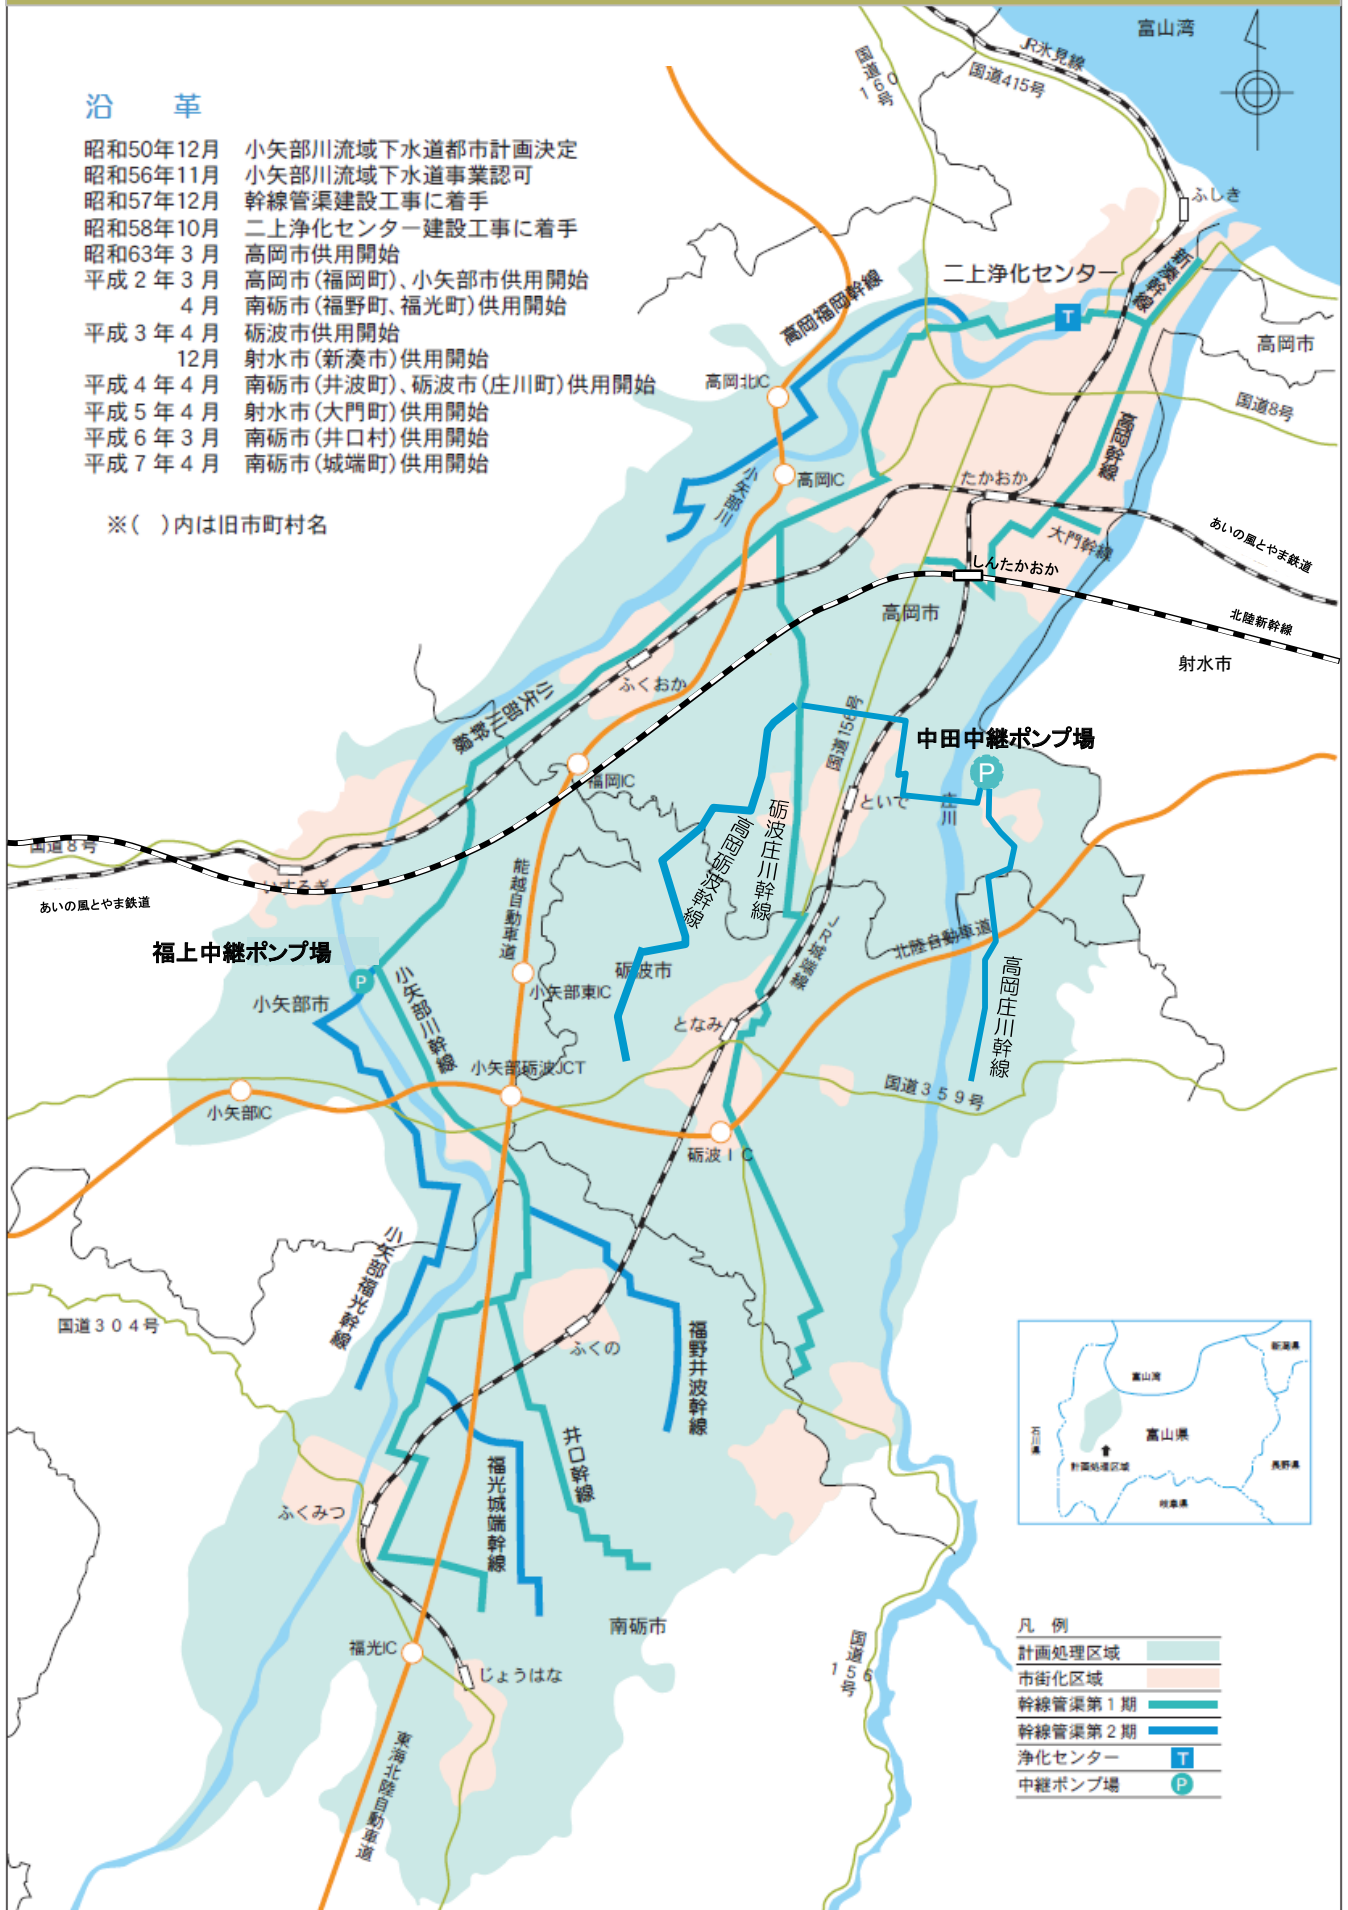 沿　革
昭和50年12月　小矢部川流域下水道都市計画決定
昭和56年11月　小矢部川流域下水道事業認可
昭和57年12月　幹線管渠建設工事に着手
昭和58年10月　二上浄化センター建設工事に着手
昭和63年3月　高岡市供用開始
平成2年3月　高岡市(福岡町)、小矢部市供用開始
4月　南砺市(福野町、福光町)供用開始
平成3年4月　砺波市供用開始
12月　射水市(新湊市)供用開始
平成4年4月　南砺市(井波町)、砺波市(庄川町)供用開始
平成5年4月　射水市(大門町)供用開始
平成6年3月　南砺市(井口村)供用開始
平成7年4月　南砺市(城端町)供用開始
※(　)内は旧市町村名
富山湾
JR氷見線
国道415号
国道160号
ふしき
二上浄化センター
T
新湊幹線
高岡市
高岡福岡幹線
高岡北IC
国道8号
高岡幹線
高岡IC
小矢部川
たかおか
大門幹線
あいの風とやま鉄道
しんたかおか
北陸新幹線
高岡市
射水市
ふくおか
小矢部川幹線
国道156号
中田中継ポンプ場
P
福岡IC
といで
庄川
砺波庄川幹線
高岡砺波幹線
国道8号
いするぎ
あいの風とやま鉄道
能越自動車道
JR城端線
北陸自動車道
福上中継ポンプ場
P
小矢部市
小矢部川幹線
小矢部東IC
砺波市
高岡庄川幹線
となみ
小矢部砺波JCT
国道359号
小矢部IC
砺波IC
小矢部福光幹線
国道304号
ふくの
福野井波幹線
井口幹線
福光城端幹線
ふくみつ
南砺市
福光IC
じょうはな
国道156号
東海北陸自動車道
新潟県
富山湾
石川県
富山県
計画処理区域
長野県
岐阜県
凡　例
計画処理区域
市街化区域
幹線管渠第1期
幹線管渠第2期
浄化センター　T
中継ポンプ場　P